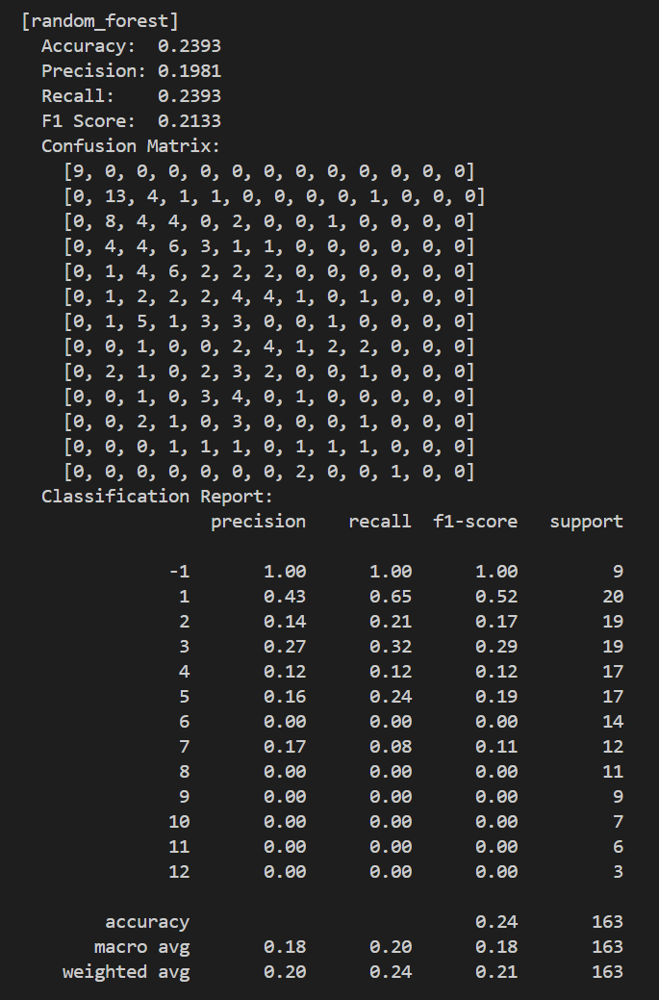 [random_forest]
Accuracy: 0.2393
Precision: 0.1981
Recall: 0.2393
F1 Score: 0.2133
Confusion Matrix:
[9, 0, 0, 0, 0, 0, 0, 0, 0, 0, 0, 0, 0]
[0, 13, 4, 1, 1, 0, 0, 0, 0, 1, 0, 0, 0]
[0, 8, 4, 4, 0, 2, 0, 0, 1, 0, 0, 0, 0]
[0, 4, 4, 6, 3, 1, 1, 0, 0, 0, 0, 0, 0]
[0, 1, 4, 6, 2, 2, 2, 0, 0, 0, 0, 0, 0]
[0, 1, 2, 2, 2, 4, 4, 1, 0, 1, 0, 0, 0]
[0, 1, 5, 1, 3, 3, 0, 0, 1, 0, 0, 0, 0]
[0, 0, 1, 0, 0, 2, 4, 1, 2, 2, 0, 0, 0]
[0, 2, 1, 0, 2, 3, 2, 0, 0, 1, 0, 0, 0]
[0, 0, 1, 0, 3, 4, 0, 1, 0, 0, 0, 0, 0]
[0, 0, 2, 1, 0, 3, 0, 0, 0, 1, 0, 0, 0]
[0, 0, 0, 1, 1, 1, 0, 1, 1, 1, 0, 0, 0]
[0, 0, 0, 0, 0, 0, 0, 2, 0, 0, 1, 0, 0]
Classification Report:
precision recall f1-score support
-1 1.00 1.00 1.00 9
1 0.43 0.65 0.52 20
2 0.14 0.21 0.17 19
3 0.27 0.32 0.29 19
4 0.12 0.12 0.12 17
5 0.16 0.24 0.19 17
6 0.00 0.00 0.00 14
7 0.17 0.08 0.11 12
8 0.00 0.00 0.00 11
9 0.00 0.00 0.00 9
10 0.00 0.00 0.00 7
11 0.00 0.00 0.00 6
12 0.00 0.00 0.00 3
accuracy 0.24 163
macro avg 0.18 0.20 0.18 163
weighted avg 0.20 0.24 0.21 163